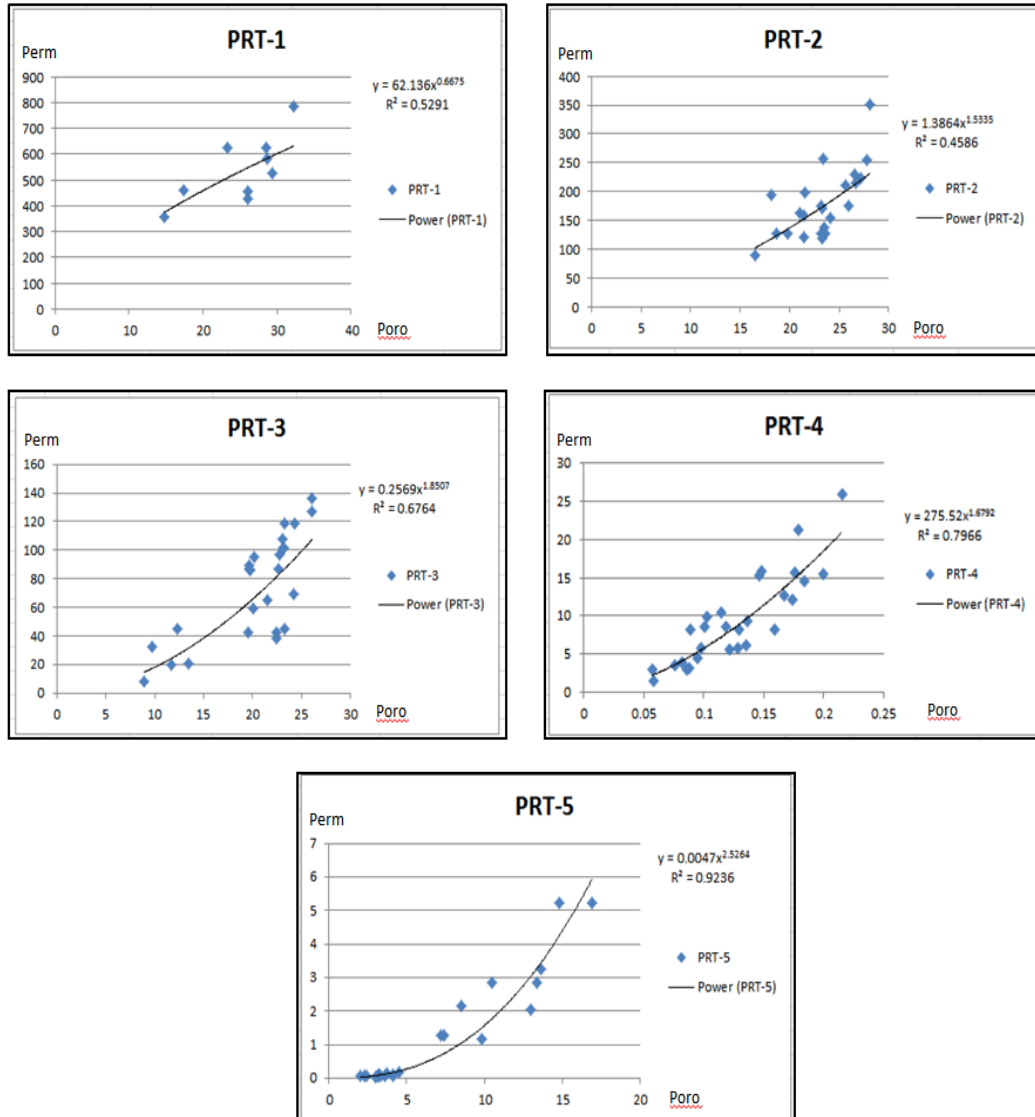 PRT-1
Perm
y = 62.136x^0.6675
R² = 0.5291
900
800
700
600
500
400
300
200
100
0
PRT-1
Power (PRT-1)
0 10 20 30 40
Poro
PRT-2
Perm
y = 1.3864x^1.5335
R² = 0.4586
400
350
300
250
200
150
100
50
0
PRT-2
Power (PRT-2)
0 5 10 15 20 25 30
Poro
PRT-3
Perm
y = 0.2569x^1.8507
R² = 0.6764
160
140
120
100
80
60
40
20
0
PRT-3
Power (PRT-3)
0 5 10 15 20 25 30
Poro
PRT-4
Perm
y = 275.52x^1.6792
R² = 0.7966
30
25
20
15
10
5
0
PRT-4
Power (PRT-4)
0 0.05 0.1 0.15 0.2 0.25
Poro
PRT-5
Perm
y = 0.0047x^2.5264
R² = 0.9236
7
6
5
4
3
2
1
0
PRT-5
Power (PRT-5)
0 5 10 15 20
Poro